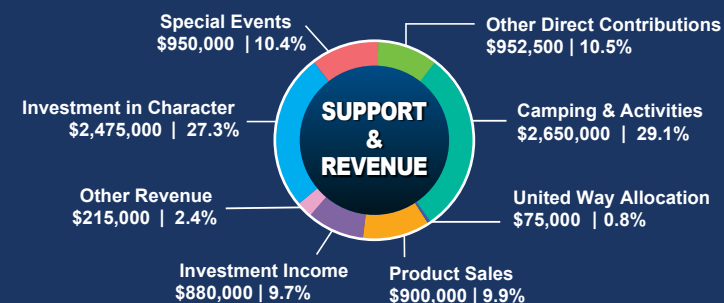 Special Events
$950,000 | 10.4%
Other Direct Contributions
$952,500 | 10.5%
Investment in Character
$2,475,000 | 27.3%
SUPPORT
&
REVENUE
Camping & Activities
$2,650,000 | 29.1%
Other Revenue
$215,000 | 2.4%
United Way Allocation
$75,000 | 0.8%
Investment Income
$880,000 | 9.7%
Product Sales
$900,000 | 9.9%